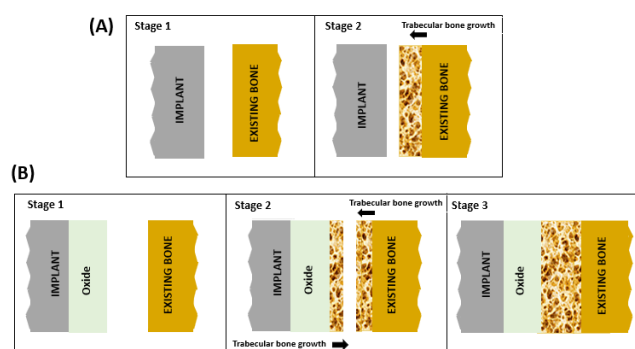 (A)
Stage 1
IMPLANT
EXISTING BONE
Stage 2
Trabecular bone growth
IMPLANT
EXISTING BONE
(B)
Stage 1
IMPLANT
Oxide
EXISTING BONE
Stage 2
Trabecular bone growth
IMPLANT
Oxide
EXISTING BONE
Trabecular bone growth
Stage 3
IMPLANT
Oxide
EXISTING BONE